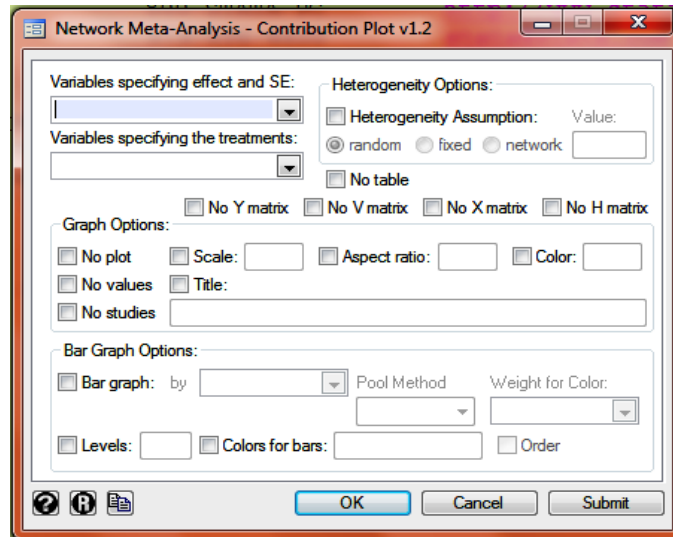 Network Meta-Analysis - Contribution Plot v1.2
Variables specifying effect and SE:
Variables specifying the treatments:
Heterogeneity Options:
Heterogeneity Assumption: Value:
random fixed network
No table
No Y matrix No V matrix No X matrix No H matrix
Graph Options:
No plot Scale: Aspect ratio: Color:
No values Title:
No studies
Bar Graph Options:
Bar graph: by Pool Method Weight for Color:
Levels: Colors for bars: Order
? R OK Cancel Submit